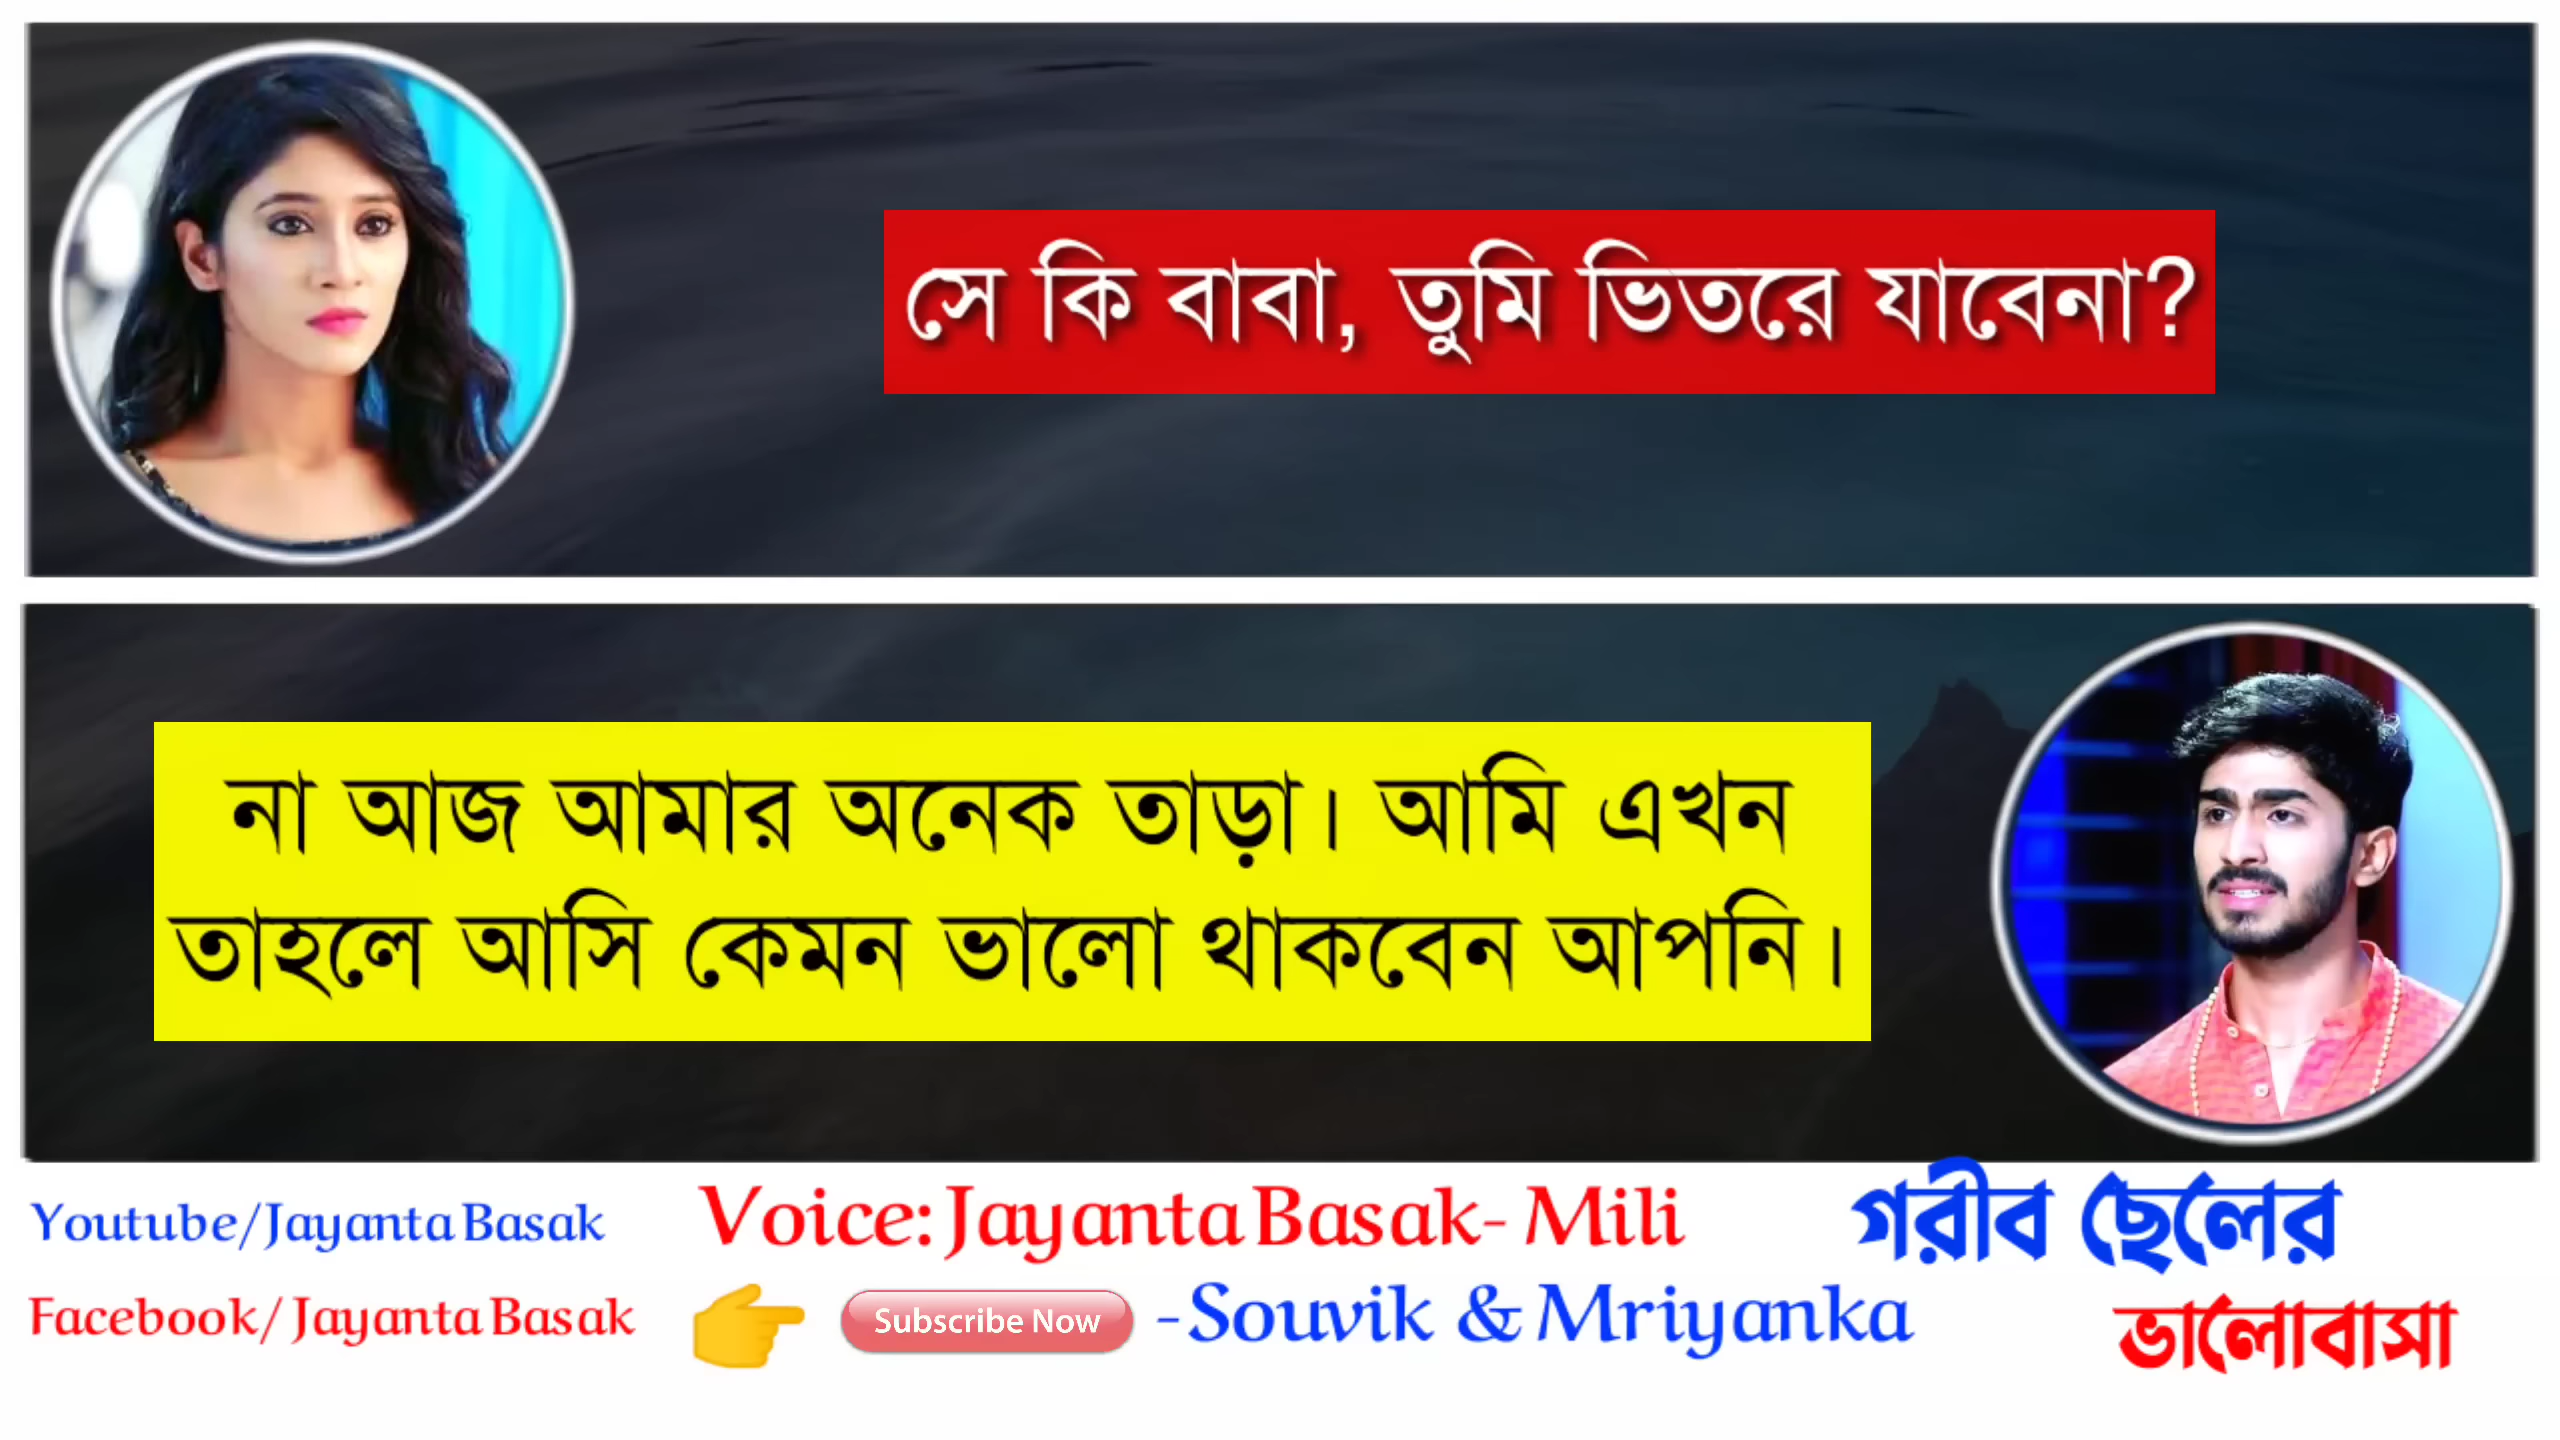 সে কি বাবা, তুমি ভিতরে যাবেনা?
না আজ আমার অনেক তাড়া। আমি এখন
তাহলে আসি কেমন ভালো থাকবেন আপনি।
Youtube/Jayanta Basak
Voice: Jayanta Basak- Mili
গরীব ছেলের
Facebook/ Jayanta Basak
Subscribe Now
-Souvik & Mriyanka
ভালোবাসা